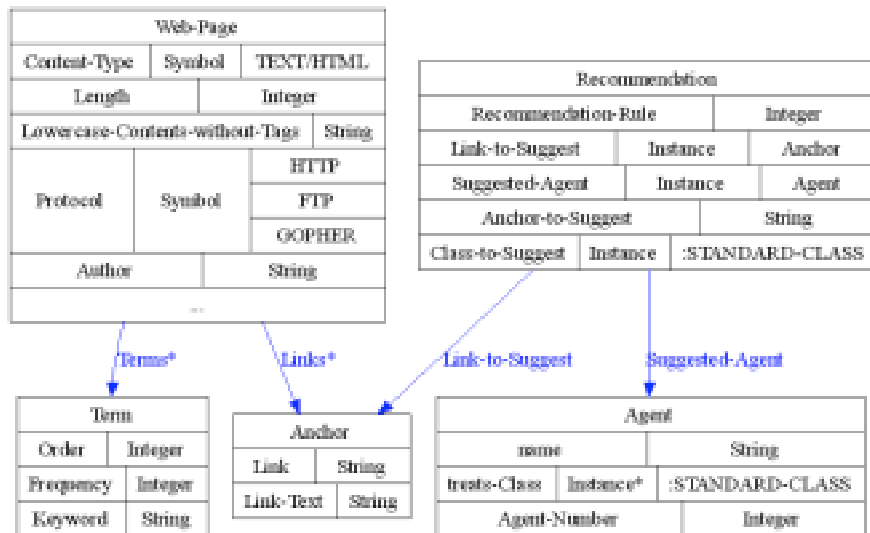 Web-Page
Content-Type Symbol TEXT/HTML
Length Integer
Lowercase-Contents-without-Tags String
Protocol Symbol HTTP
FTP
GOPHER
Author String
...
Recommendation
Recommendation-Rule Integer
Link-to-Suggest Instance Anchor
Suggested-Agent Instance Agent
Anchor-to-Suggest String
Class-to-Suggest Instance :STANDARD-CLASS
Terms* Links* Link-to-Suggest Suggested-Agent
Term
Order Integer
Frequency Integer
Keyword String
Anchor
Link String
Link-Text String
Agent
name String
treats-Class Instance* :STANDARD-CLASS
Agent-Number Integer